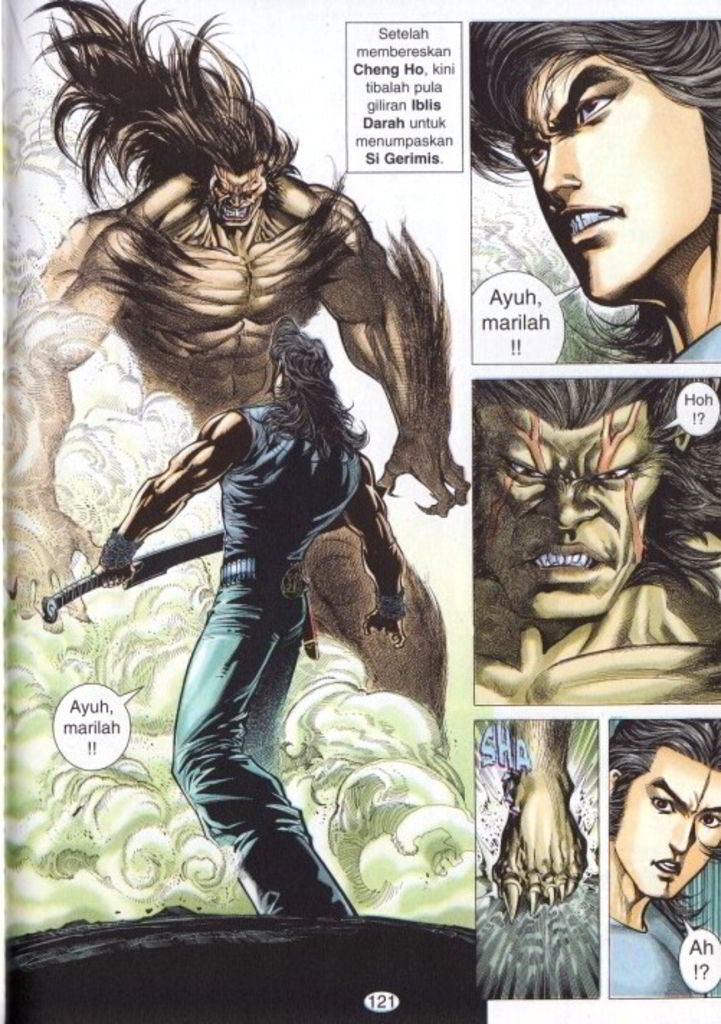 Setelah
membereskan
Cheng Ho, kini
tibalah pula
giliran Iblis
Darah untuk
menumpaskan
Si Gerimis.
Ayuh,
marilah
!!
Ayuh,
marilah
!!
Hoh
!?
SHA
Ah
!?
121